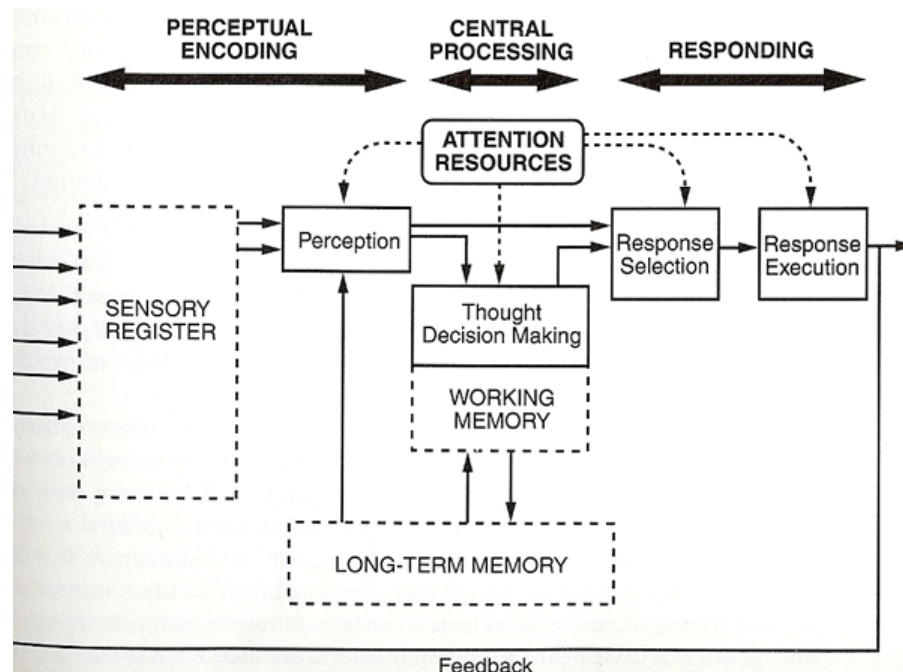 PERCEPTUAL
ENCODING
CENTRAL
PROCESSING
RESPONDING
ATTENTION
RESOURCES
Perception
Response
Selection
Response
Execution
SENSORY
REGISTER
Thought
Decision Making
WORKING
MEMORY
LONG-TERM MEMORY
Feedback